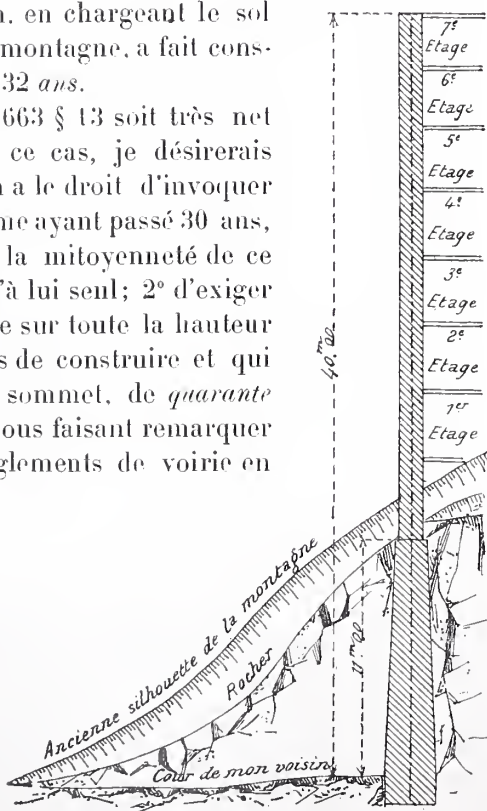 n, en chargeant le sol
montagne, a fait cons-
32 ans.
663 § 13 soit très net
ce cas, je désirerais
n a le droit d'invoquer
me ayant passé 30 ans,
la mitoyenneté de ce
'à lui seul; 2° d'exiger
e sur toute la hauteur
s de construire et qui
sommet, de quarante
ous faisant remarquer
glements de voirie en
7e
Etage
6e
Etage
5e
Etage
4e
Etage
3e
Etage
2e
Etage
1er
Etage
40.m00
11m00
Ancienne silhouette de la montagne
Rocher
Cour de mon voisin